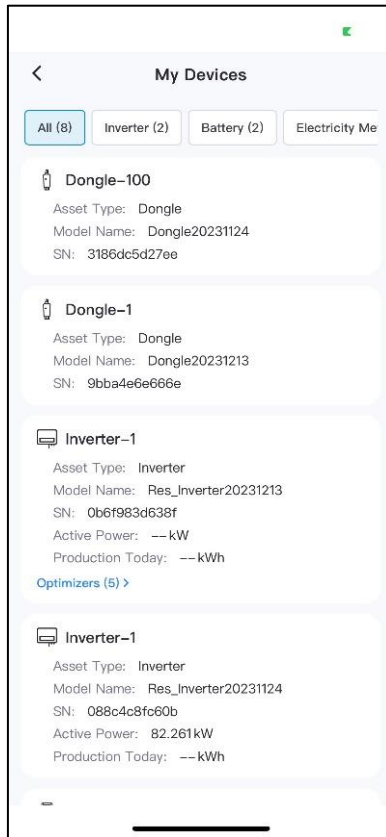 My Devices
All (8)
Inverter (2)
Battery (2)
Electricity Me
Dongle-100
Asset Type: Dongle
Model Name: Dongle20231124
SN: 3186dc5d27ee
Dongle-1
Asset Type: Dongle
Model Name: Dongle20231213
SN: 9bba4e6e666e
Inverter-1
Asset Type: Inverter
Model Name: Res_Inverter20231213
SN: 0b6f983d638f
Active Power: --kW
Production Today: --kWh
Optimizers (5) >
Inverter-1
Asset Type: Inverter
Model Name: Res_Inverter20231124
SN: 088c4c8fc60b
Active Power: 82.261kW
Production Today: --kWh